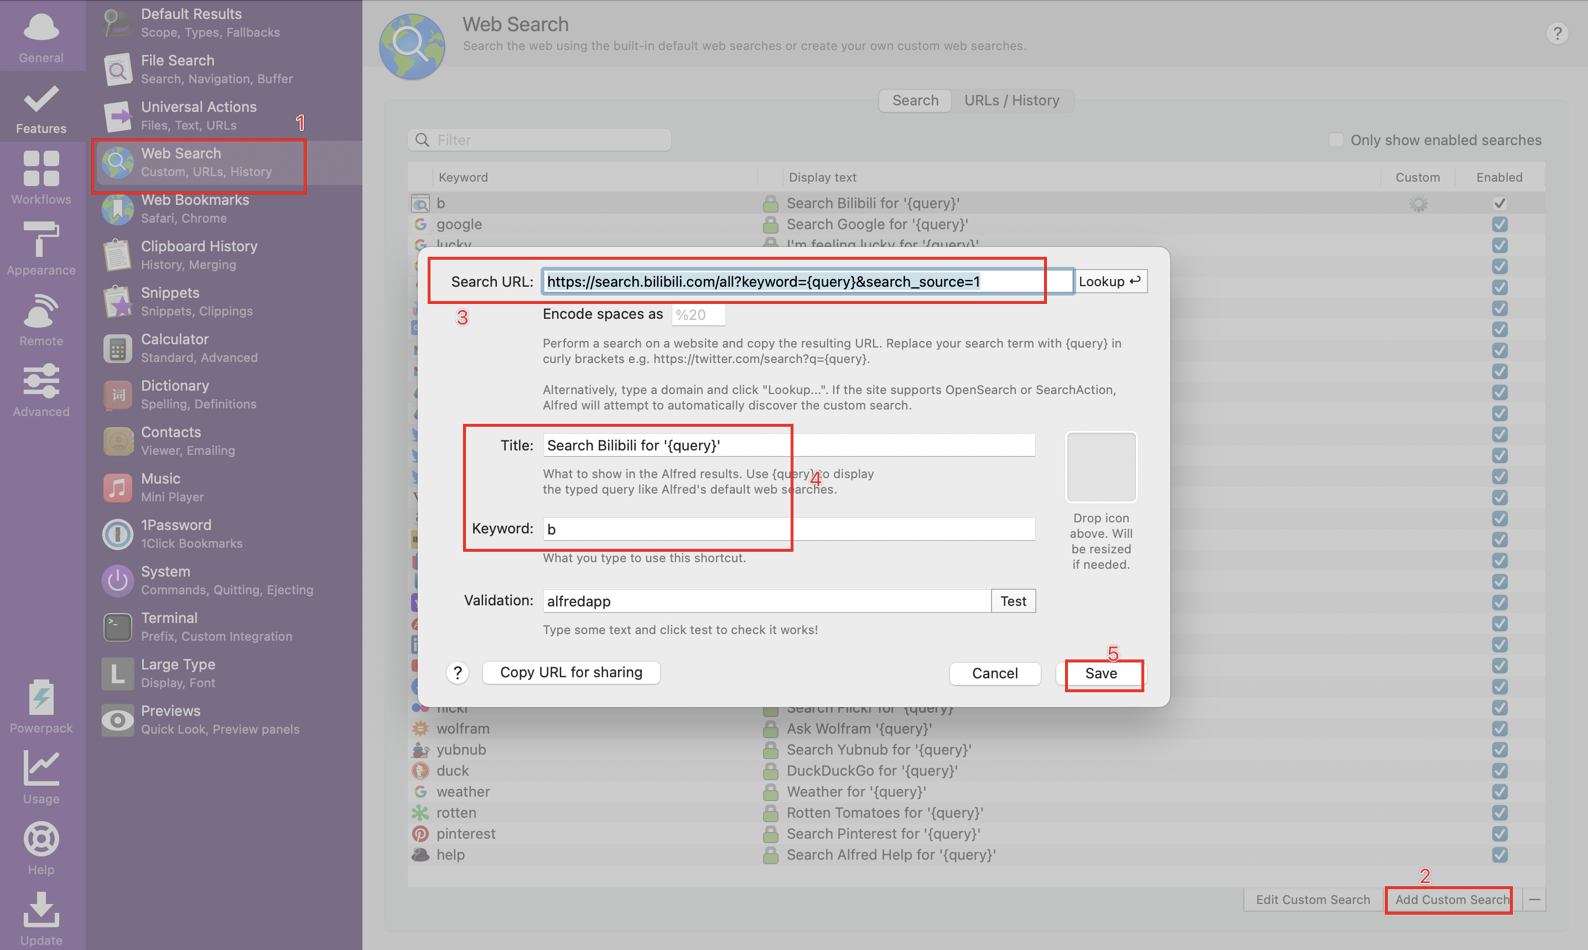 General
Features
Workflows
Appearance
Remote
Advanced
Powerpack
Usage
Help
Update
Default Results
Scope, Types, Fallbacks
File Search
Search, Navigation, Buffer
Universal Actions
Files, Text, URLs
1
Web Search
Custom, URLs, History
Web Bookmarks
Safari, Chrome
Clipboard History
History, Merging
Snippets
Snippets, Clippings
Calculator
Standard, Advanced
Dictionary
Spelling, Definitions
Contacts
Viewer, Emailing
Music
Mini Player
1Password
1Click Bookmarks
System
Commands, Quitting, Ejecting
Terminal
Prefix, Custom Integration
Large Type
Display, Font
Previews
Quick Look, Preview panels
Web Search
Search the web using the built-in default web searches or create your own custom web searches.
?
Search URLs / History
Filter
Only show enabled searches
Keyword Display text Custom Enabled
b Search Bilibili for '{query}'
google Search Google for '{query}'
lucky I'm feeling lucky for '{query}'
Search URL: https://search.bilibili.com/all?keyword={query}&search_source=1 Lookup ↩
3
Encode spaces as %20
Perform a search on a website and copy the resulting URL. Replace your search term with {query} in
curly brackets e.g. https://twitter.com/search?q={query}.
Alternatively, type a domain and click "Lookup...". If the site supports OpenSearch or SearchAction,
Alfred will attempt to automatically discover the custom search.
Title: Search Bilibili for '{query}'
What to show in the Alfred results. Use {query} to display
4
the typed query like Alfred's default web searches.
Keyword: b
What you type to use this shortcut.
Drop icon
above. Will
be resized
if needed.
Validation: alfredapp Test
Type some text and click test to check it works!
5
? Copy URL for sharing Cancel Save
flickr Search Flickr for '{query}'
wolfram Ask Wolfram '{query}'
yubnub Search Yubnub for '{query}'
duck DuckDuckGo for '{query}'
weather Weather for '{query}'
rotten Rotten Tomatoes for '{query}'
pinterest Search Pinterest for '{query}'
help Search Alfred Help for '{query}'
2
Edit Custom Search Add Custom Search —